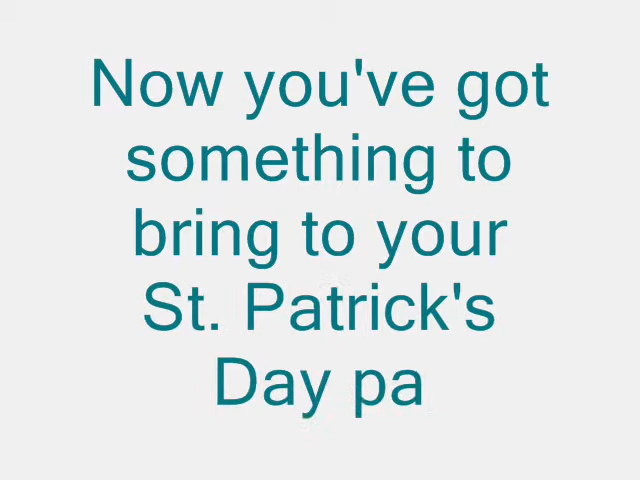 Now you've got
something to
bring to your
St. Patrick's
Day pa